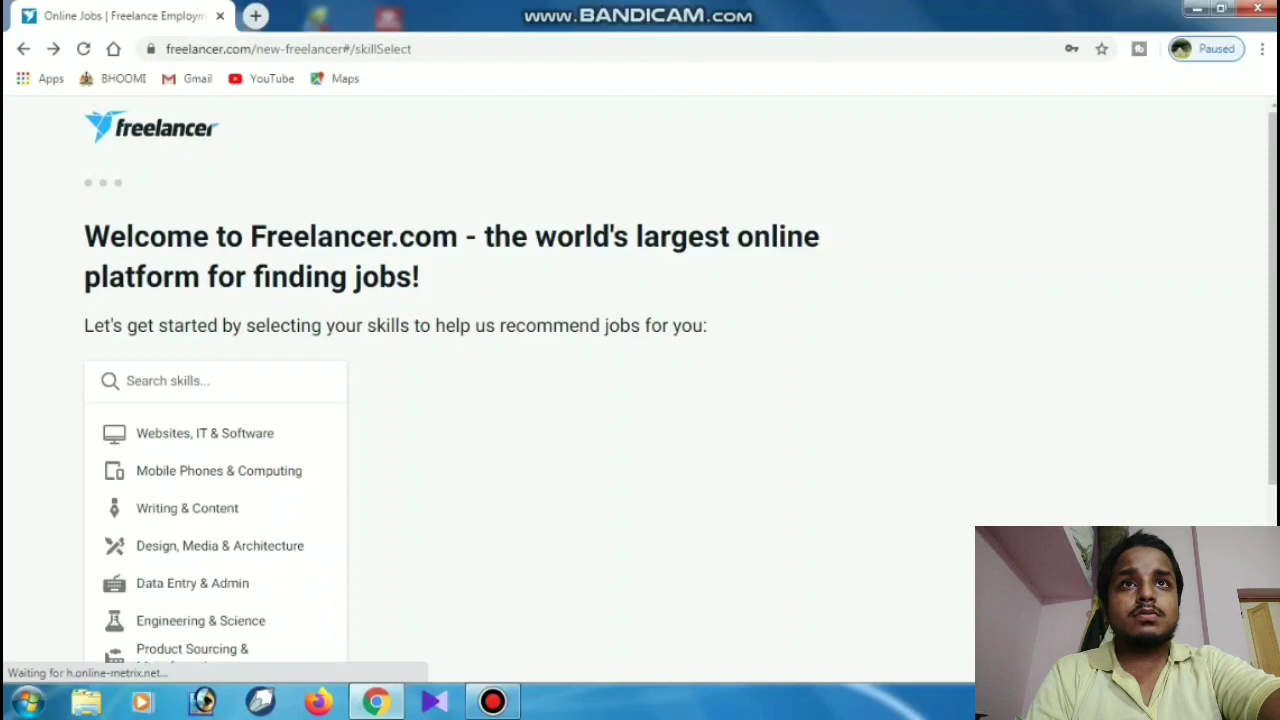 www.BANDICAM.com
Online Jobs | Freelance Employm
freelancer.com/new-freelancer#/skillSelect
Paused
Apps
BHOOMI
Gmail
YouTube
Maps
freelancer
Welcome to Freelancer.com - the world's largest online
platform for finding jobs!
Let's get started by selecting your skills to help us recommend jobs for you:
Search skills...
Websites, IT & Software
Mobile Phones & Computing
Writing & Content
Design, Media & Architecture
Data Entry & Admin
Engineering & Science
Product Sourcing &
Waiting for h.online-metrix.net...